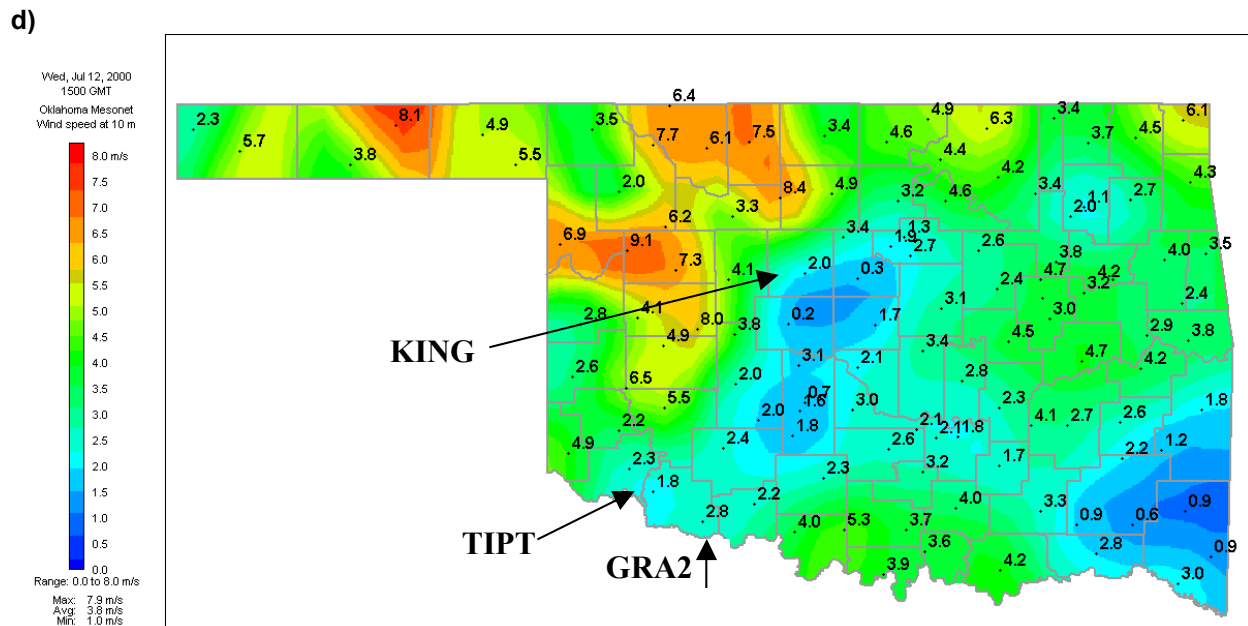 d)
Wed, Jul 12, 2000
1500 GMT
Oklahoma Mesonet
Wind speed at 10 m
8.0 m/s
7.5
7.0
6.5
6.0
5.5
5.0
4.5
4.0
3.5
3.0
2.5
2.0
1.5
1.0
0.5
0.0
Range: 0.0 to 8.0 m/s
Max: 7.9 m/s
Avg: 3.8 m/s
Min: 1.0 m/s
6.4
2.3 8.1 4.9 3.5 4.9 6.3 3.4 6.1
5.7 3.8 5.5 7.7 6.1 7.5 3.4 4.6 4.4 3.7 4.5
2.0 8.4 4.9 3.2 4.6 4.2 3.4 2.0 1.1 2.7 4.3
6.2 3.3
6.9 9.1 7.3 4.1 3.4 1.9 1.3 2.7 2.6 3.8 4.0 3.5
2.0 0.3 2.4 4.7 3.2 4.2
2.8 4.1 8.0 3.8 0.2 1.7 3.1 3.0 2.4
KING
4.9 3.1 2.1 3.4 4.5 4.7 2.9 3.8
2.6 6.5 2.0 2.8 4.2
5.5 2.0 0.7 1.6 3.0 2.3 4.1 2.7 2.6 1.8
4.9 2.2 2.4 1.8 2.6 2.1 2.1 1.8 2.2 1.2
2.3 2.3 3.2 1.7
1.8 2.8 2.2 4.0 3.3 0.9 0.6 0.9
TIPT
4.0 5.3 3.7
GRA2
3.9 3.6 4.2 2.8 3.0 0.9